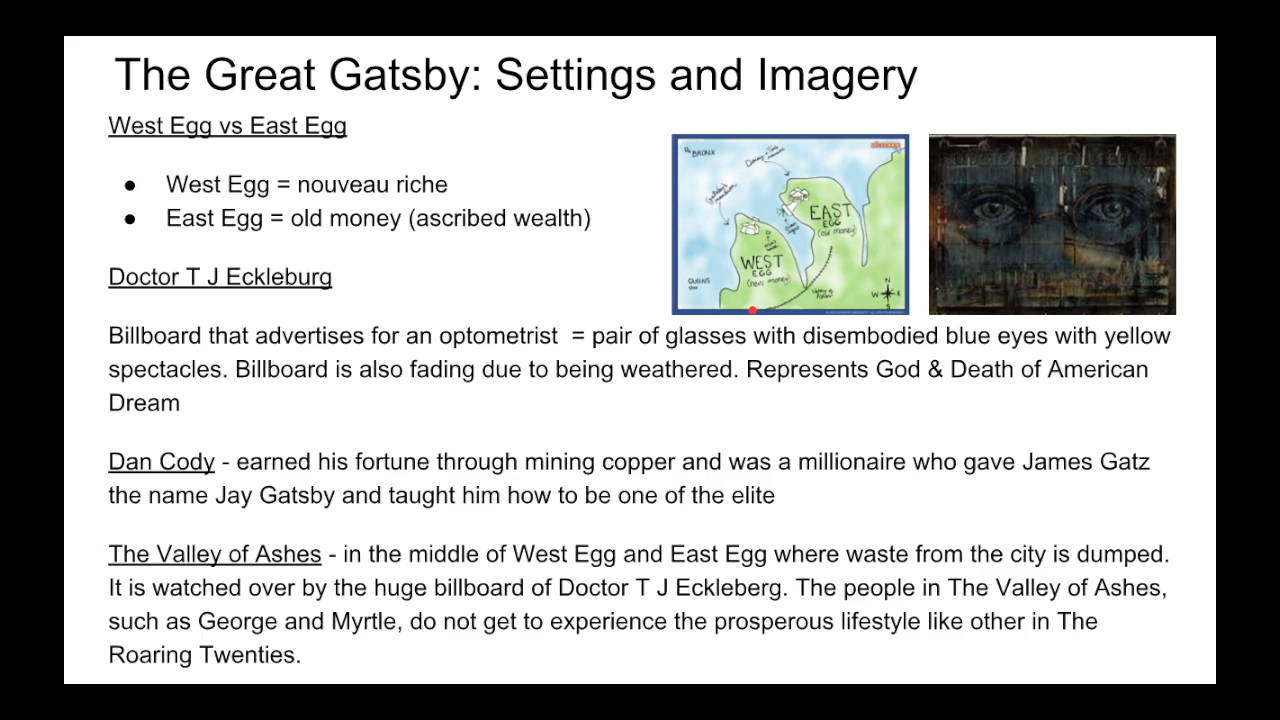 The Great Gatsby: Settings and Imagery
West Egg vs East Egg
● West Egg = nouveau riche
● East Egg = old money (ascribed wealth)
BRONX
EAST
EGG
(old money)
WEST
EGG
(new money)
QUEENS
N
W
E
S
Doctor T J Eckleburg
Billboard that advertises for an optometrist = pair of glasses with disembodied blue eyes with yellow
spectacles. Billboard is also fading due to being weathered. Represents God & Death of American
Dream
Dan Cody - earned his fortune through mining copper and was a millionaire who gave James Gatz
the name Jay Gatsby and taught him how to be one of the elite
The Valley of Ashes - in the middle of West Egg and East Egg where waste from the city is dumped.
It is watched over by the huge billboard of Doctor T J Eckleberg. The people in The Valley of Ashes,
such as George and Myrtle, do not get to experience the prosperous lifestyle like other in The
Roaring Twenties.